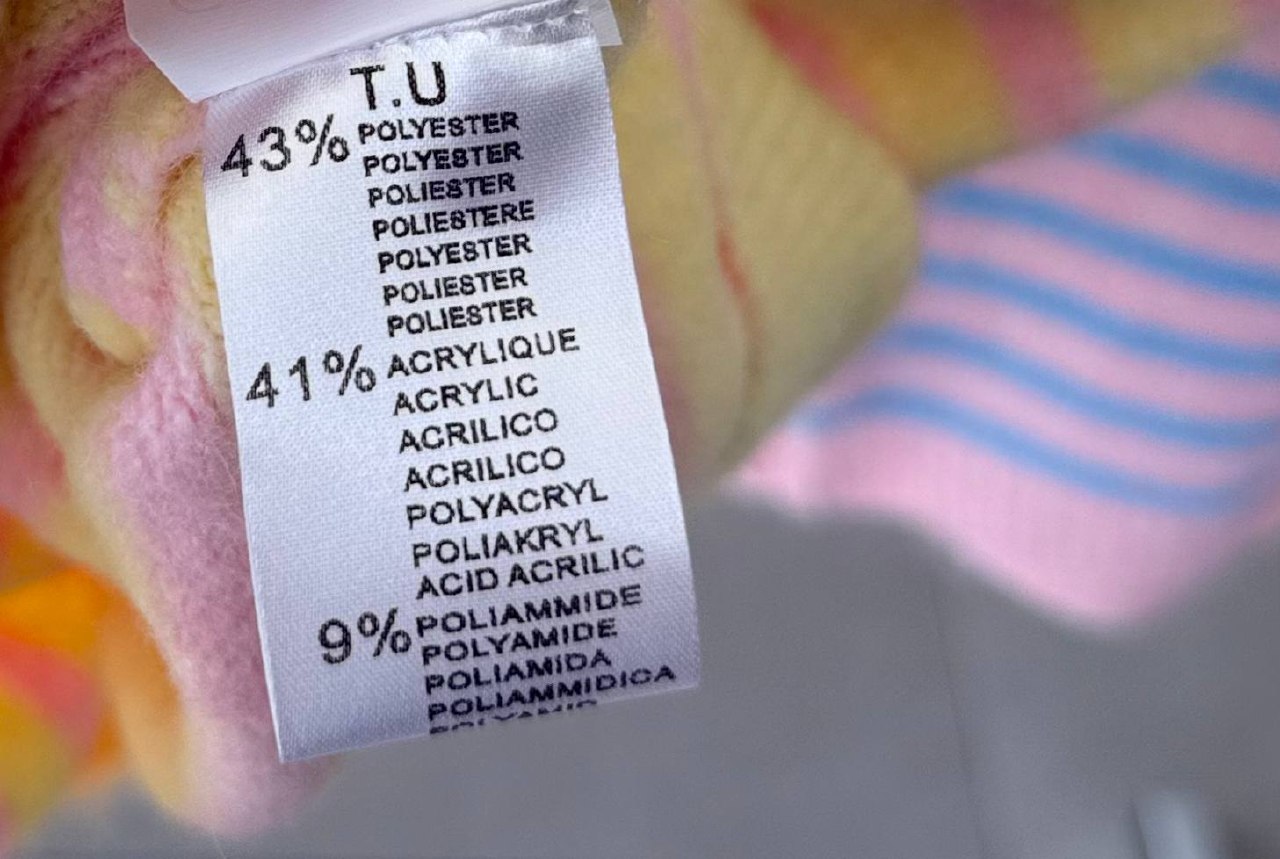 T.U
43% POLYESTER
POLYESTER
POLIESTER
POLIESTERE
POLYESTER
POLIESTER
POLIESTER
41% ACRYLIQUE
ACRYLIC
ACRILICO
ACRILICO
POLYACRYL
POLIAKRYL
ACID ACRILIC
9% POLIAMMIDE
POLYAMIDE
POLIAMIDA
POLIAMMIDICA